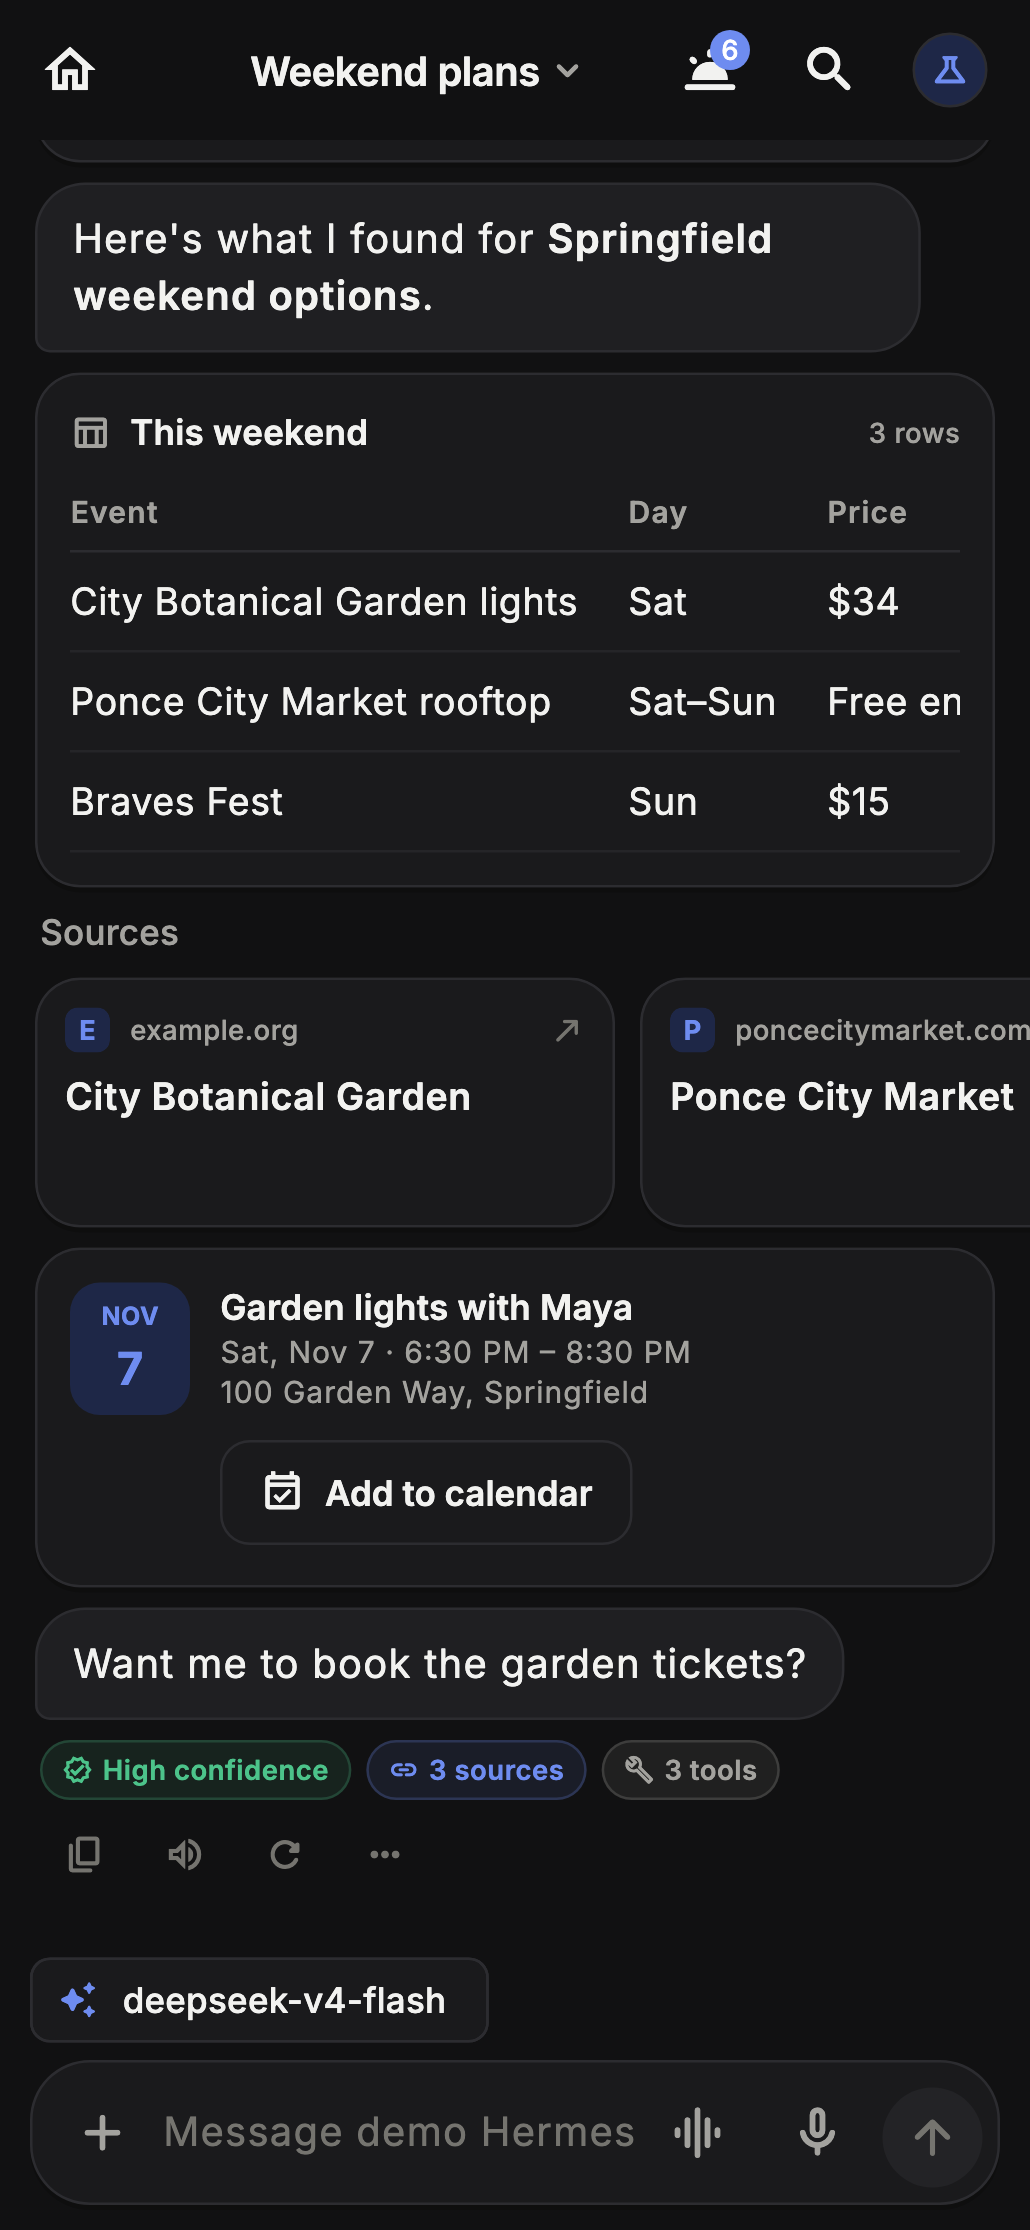 Weekend plans
6
Here's what I found for Springfield
weekend options.
This weekend
3 rows
Event Day Price
City Botanical Garden lights Sat $34
Ponce City Market rooftop Sat–Sun Free en
Braves Fest Sun $15
Sources
E example.org
City Botanical Garden
P poncecitymarket.com
Ponce City Market
NOV
7
Garden lights with Maya
Sat, Nov 7 · 6:30 PM – 8:30 PM
100 Garden Way, Springfield
Add to calendar
Want me to book the garden tickets?
High confidence
3 sources
3 tools
deepseek-v4-flash
Message demo Hermes